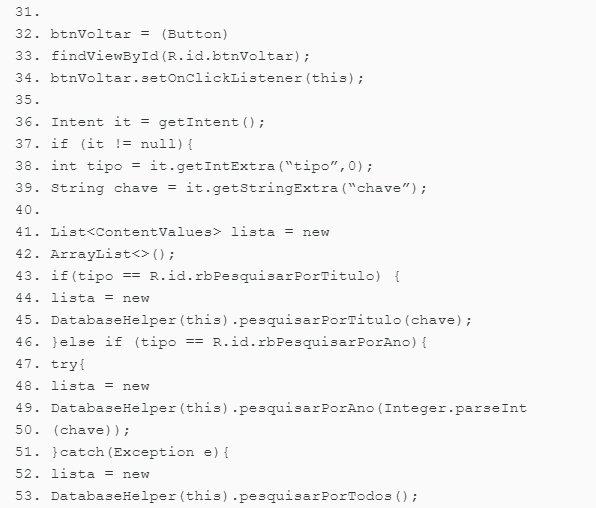 31.
32. btnVoltar = (Button)
33. findViewById(R.id.btnVoltar);
34. btnVoltar.setOnClickListener(this);
35.
36. Intent it = getIntent();
37. if (it != null){
38. int tipo = it.getIntExtra(“tipo”,0);
39. String chave = it.getStringExtra(“chave”);
40.
41. List<ContentValues> lista = new
42. ArrayList<>();
43. if(tipo == R.id.rbPesquisarPorTitulo) {
44. lista = new
45. DatabaseHelper(this).pesquisarPorTitulo(chave);
46. }else if (tipo == R.id.rbPesquisarPorAno){
47. try{
48. lista = new
49. DatabaseHelper(this).pesquisarPorAno(Integer.parseInt
50. (chave));
51. }catch(Exception e){
52. lista = new
53. DatabaseHelper(this).pesquisarPorTodos();